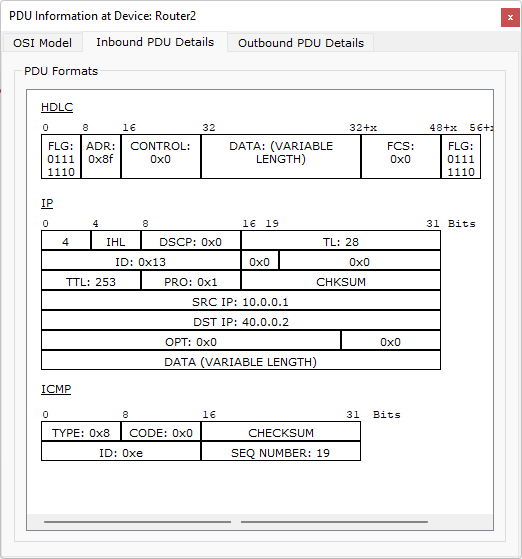 PDU Information at Device: Router2
x
OSI Model Inbound PDU Details Outbound PDU Details
PDU Formats
HDLC
0 8 16 32 32+x 48+x 56+x
FLG: 0111 1110 ADR: 0x8f CONTROL: 0x0 DATA: (VARIABLE LENGTH) FCS: 0x0 FLG: 0111 1110
IP
0 4 8 16 19 31 Bits
4 IHL DSCP: 0x0 TL: 28
ID: 0x13 0x0 0x0
TTL: 253 PRO: 0x1 CHKSUM
SRC IP: 10.0.0.1
DST IP: 40.0.0.2
OPT: 0x0 0x0
DATA (VARIABLE LENGTH)
ICMP
0 8 16 31 Bits
TYPE: 0x8 CODE: 0x0 CHECKSUM
ID: 0xe SEQ NUMBER: 19